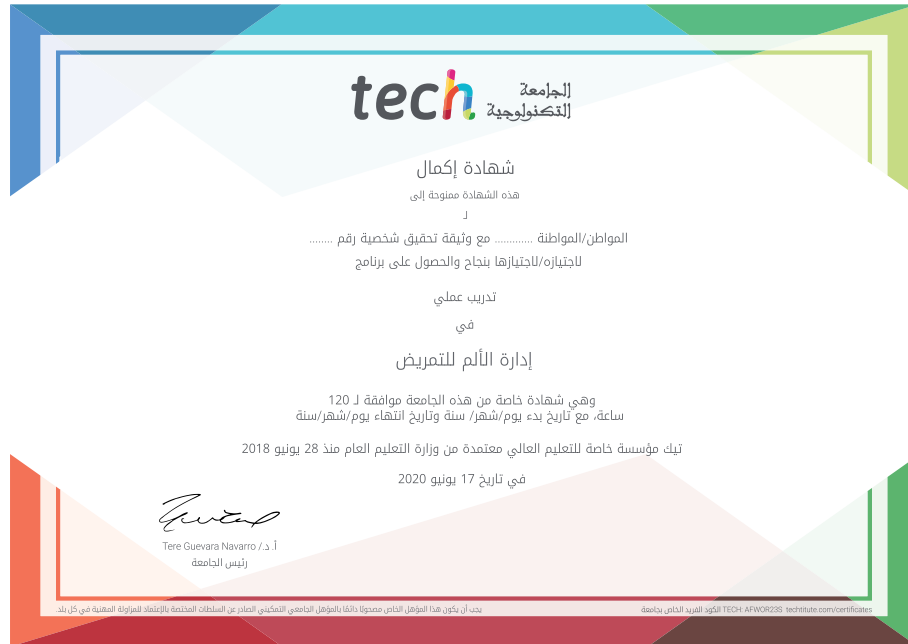 tech الجامعة
التكنولوجية
شهادة إكمال
هذه الشهادة ممنوحة إلى
لـ
المواطن/المواطنة ............. مع وثيقة تحقيق شخصية رقم ........
لاجتيازه/لاجتيازها بنجاح والحصول على برنامج
تدريب عملي
في
إدارة الألم للتمريض
وهي شهادة خاصة من هذه الجامعة موافقة لـ 120
ساعة، مع تاريخ بدء يوم/شهر/ سنة وتاريخ انتهاء يوم/شهر/سنة
تيك مؤسسة خاصة للتعليم العالي معتمدة من وزارة التعليم العام منذ 28 يونيو 2018
في تاريخ 17 يونيو 2020
أ. د./ Tere Guevara Navarro
رئيس الجامعة
يجب أن يكون هذا المؤهل الخاص مصحوبًا دائمًا بالمؤهل الجامعي التمكيني الصادر عن السلطات المختصة بالإعتماد للمزاولة المهنية في كل بلد.
الكود الفريد الخاص بجامعة TECH: AFWOR23S techtitute.com/certificates